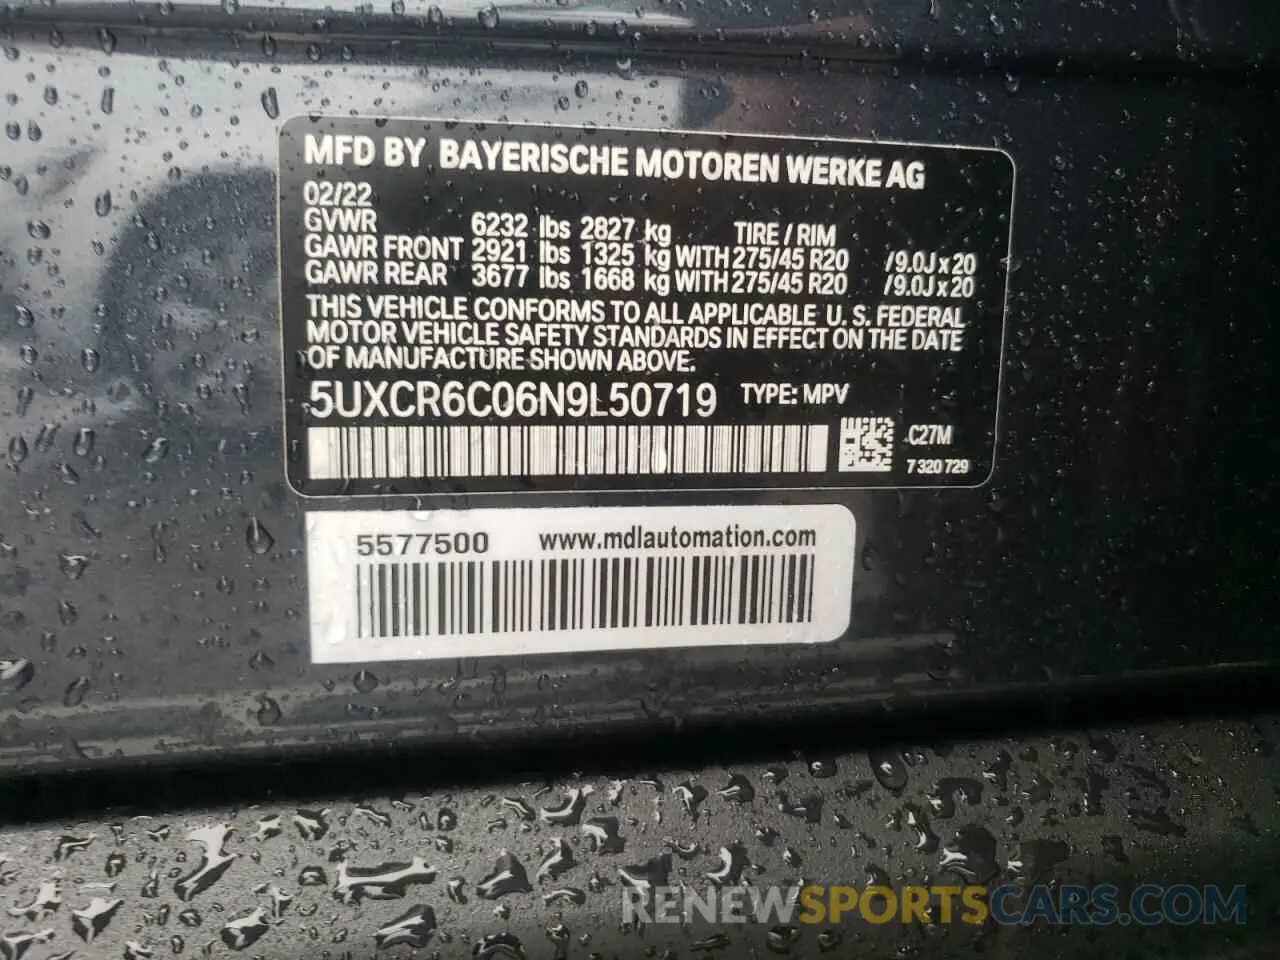 MFD BY BAYERISCHE MOTOREN WERKE AG
02/22
GVWR 6232 lbs 2827 kg TIRE / RIM
GAWR FRONT 2921 lbs 1325 kg WITH 275/45 R20 /9.0J x 20
GAWR REAR 3677 lbs 1668 kg WITH 275/45 R20 /9.0J x 20
THIS VEHICLE CONFORMS TO ALL APPLICABLE U. S. FEDERAL
MOTOR VEHICLE SAFETY STANDARDS IN EFFECT ON THE DATE
OF MANUFACTURE SHOWN ABOVE.
5UXCR6C06N9L50719 TYPE: MPV
C27M
7 320 729
5577500 www.mdlautomation.com
RENEWSPORTSCARS.COM